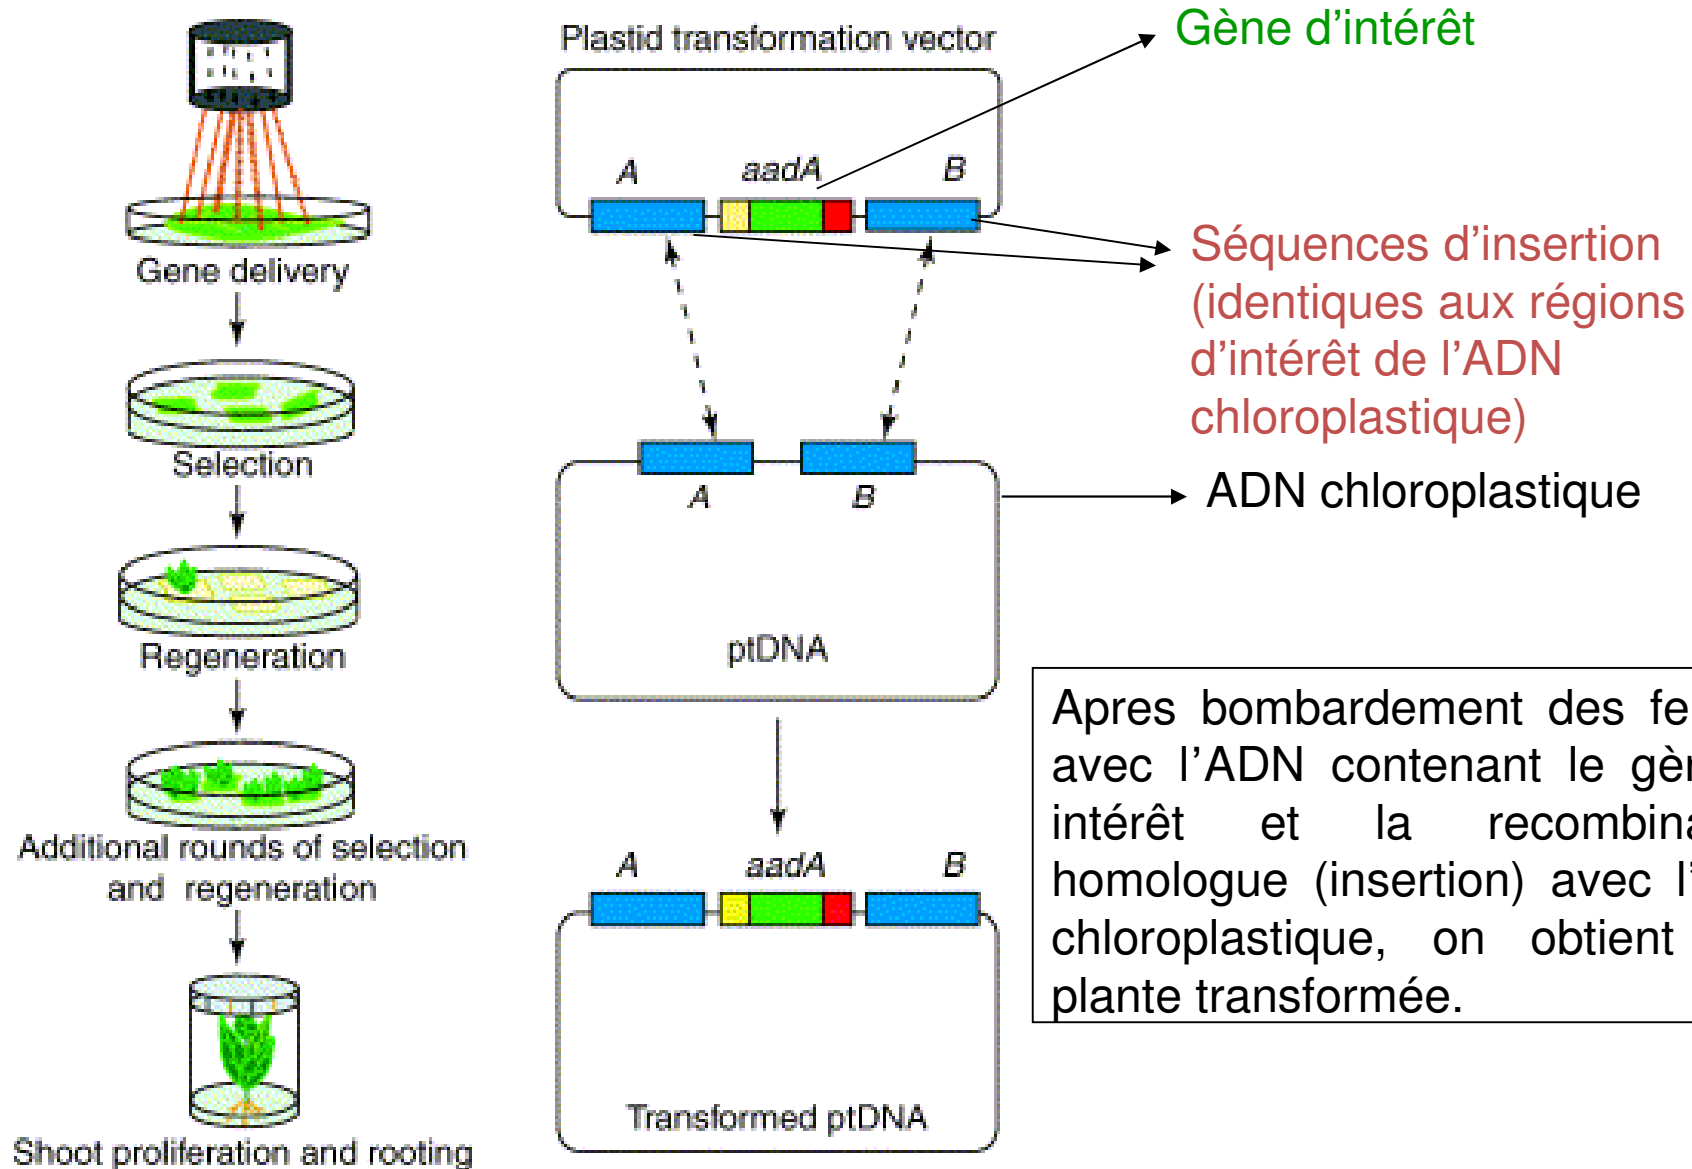 Gene delivery
Selection
Regeneration
Additional rounds of selection
and regeneration
Shoot proliferation and rooting
Plastid transformation vector
A aadA B
A B
ptDNA
A aadA B
Transformed ptDNA
Gène d’intérêt
Séquences d’insertion
(identiques aux régions
d’intérêt de l’ADN
chloroplastique)
ADN chloroplastique
Apres bombardement des fe
avec l’ADN contenant le gèn
intérêt et la recombina
homologue (insertion) avec l’
chloroplastique, on obtient
plante transformée.